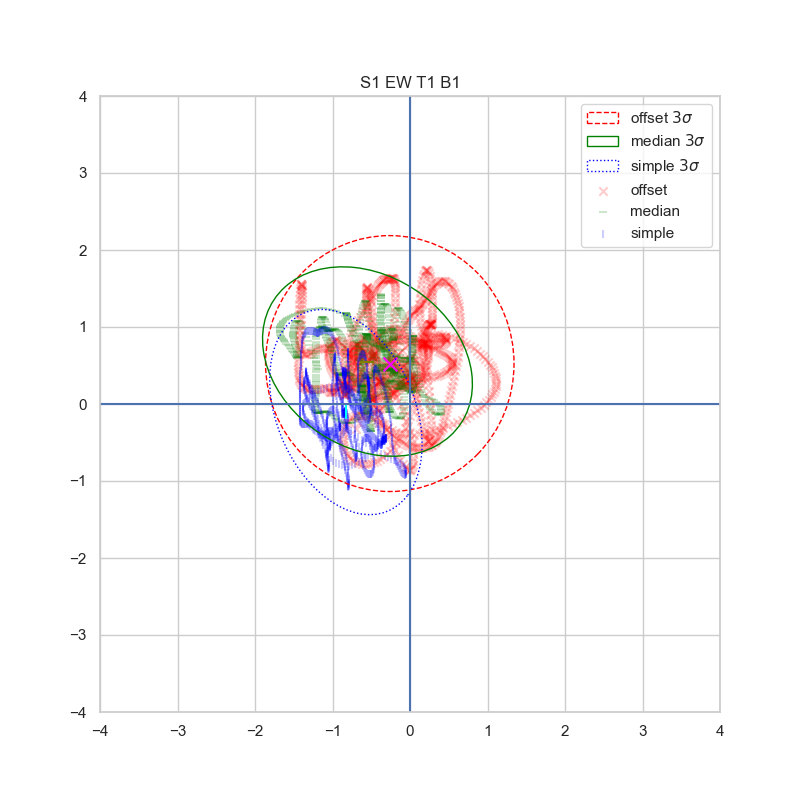 S1 EW T1 B1
offset 3σ
median 3σ
simple 3σ
offset
median
simple
4
3
2
1
0
−1
−2
−3
−4
−4 −3 −2 −1 0 1 2 3 4